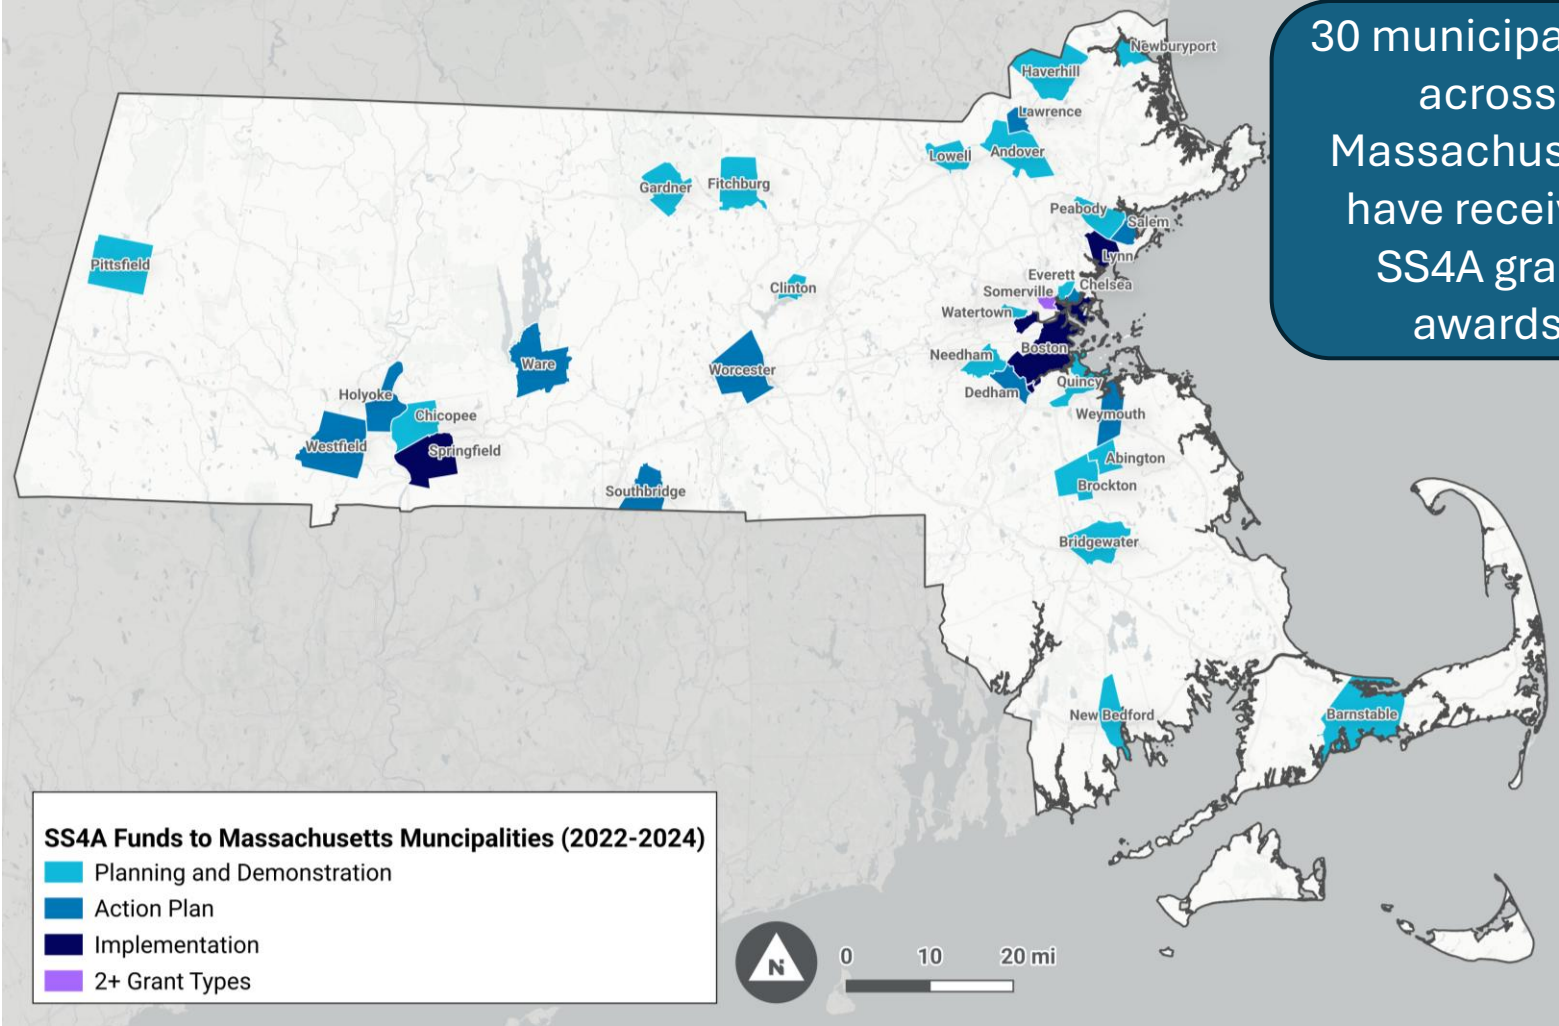 30 municipa
across
Massachus
have recei
SS4A gra
awards
Newburyport
Haverhill
Lawrence
Lowell
Andover
Gardner
Fitchburg
Peabody
Salem
Lynn
Pittsfield
Everett
Chelsea
Clinton
Somerville
Watertown
Boston
Needham
Ware
Worcester
Quincy
Dedham
Holyoke
Chicopee
Weymouth
Westfield
Springfield
Abington
Southbridge
Brockton
Bridgewater
New Bedford
Barnstable
SS4A Funds to Massachusetts Muncipalities (2022-2024)
Planning and Demonstration
Action Plan
Implementation
2+ Grant Types
N
0 10 20 mi